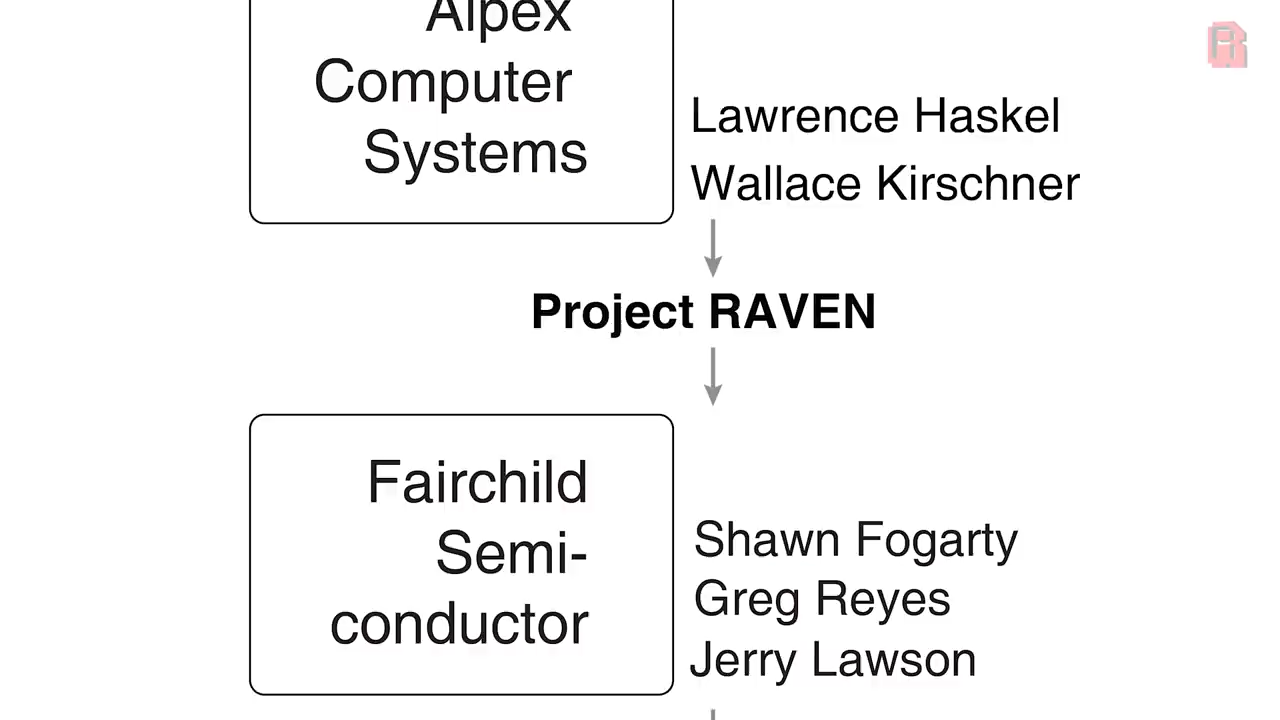 Alpex
Computer
Systems
Lawrence Haskel
Wallace Kirschner
Project RAVEN
Fairchild
Semi-
conductor
Shawn Fogarty
Greg Reyes
Jerry Lawson